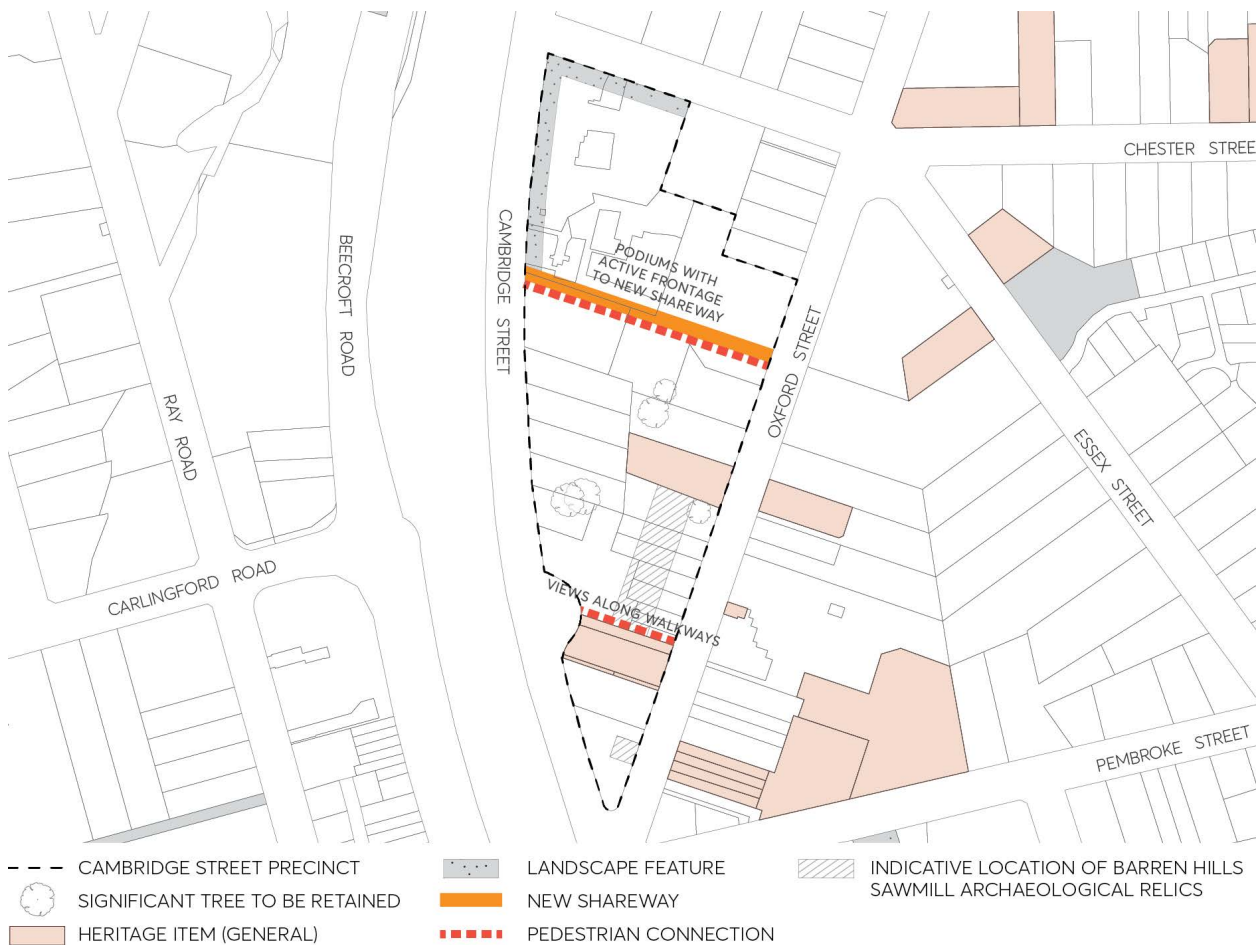 CHESTER STREE
CAMBRIDGE STREET
BEECROFT ROAD
PODIUMS WITH
ACTIVE FRONTAGE
TO NEW SHAREWAY
OXFORD STREET
RAY ROAD
ESSEX STREET
CARLINGFORD ROAD
VIEWS ALONG WALKWAYS
PEMBROKE STREET
CAMBRIDGE STREET PRECINCT
SIGNIFICANT TREE TO BE RETAINED
HERITAGE ITEM (GENERAL)
LANDSCAPE FEATURE
NEW SHAREWAY
PEDESTRIAN CONNECTION
INDICATIVE LOCATION OF BARREN HILLS
SAWMILL ARCHAEOLOGICAL RELICS